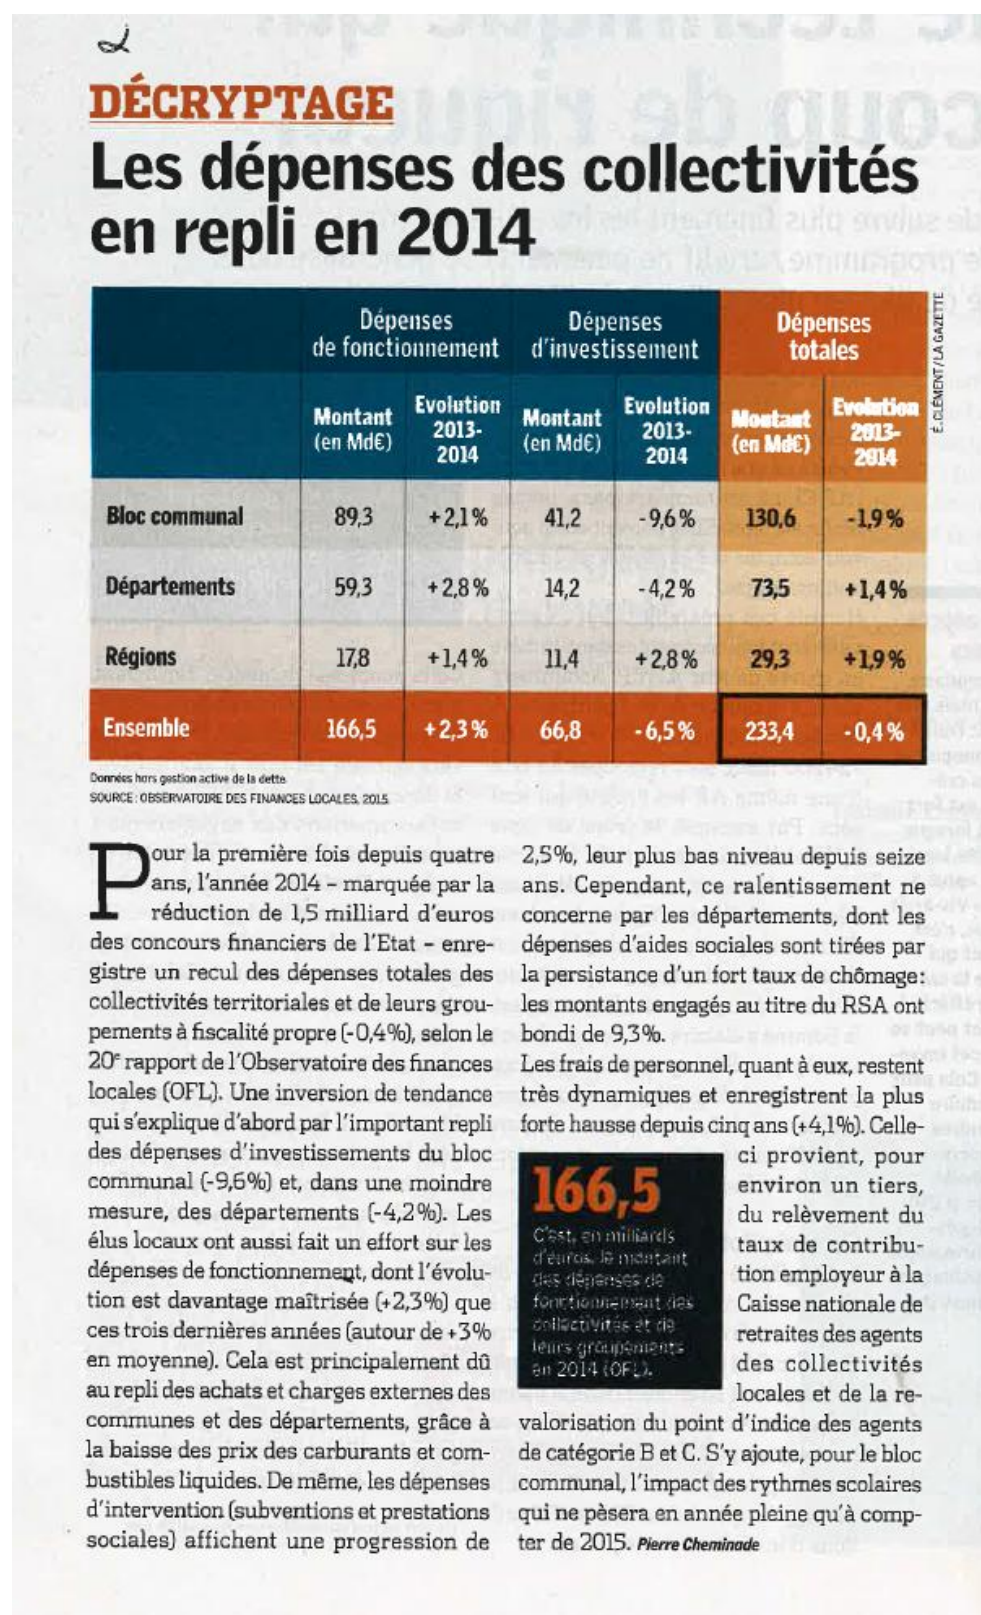 DÉCRYPTAGE
Les dépenses des collectivités
en repli en 2014
Dépenses de fonctionnement Dépenses d'investissement Dépenses totales
Montant (en Md€) Evolution 2013-2014 Montant (en Md€) Evolution 2013-2014 Montant (en Md€) Evolution 2013-2014
Bloc communal 89,3 +2,1% 41,2 -9,6% 130,6 -1,9%
Départements 59,3 +2,8% 14,2 -4,2% 73,5 +1,4%
Régions 17,8 +1,4% 11,4 +2,8% 29,3 +1,9%
Ensemble 166,5 +2,3% 66,8 -6,5% 233,4 -0,4%
É. CLÉMENT / LA GAZETTE
Données hors gestion active de la dette.
SOURCE : OBSERVATOIRE DES FINANCES LOCALES, 2015.
Pour la première fois depuis quatre
ans, l'année 2014 – marquée par la
réduction de 1,5 milliard d'euros
des concours financiers de l'Etat – enre-
gistre un recul des dépenses totales des
collectivités territoriales et de leurs grou-
pements à fiscalité propre (-0,4%), selon le
20e rapport de l'Observatoire des finances
locales (OFL). Une inversion de tendance
qui s'explique d'abord par l'important repli
des dépenses d'investissements du bloc
communal (-9,6%) et, dans une moindre
mesure, des départements (-4,2%). Les
élus locaux ont aussi fait un effort sur les
dépenses de fonctionnement, dont l'évolu-
tion est davantage maîtrisée (+2,3%) que
ces trois dernières années (autour de +3%
en moyenne). Cela est principalement dû
au repli des achats et charges externes des
communes et des départements, grâce à
la baisse des prix des carburants et com-
bustibles liquides. De même, les dépenses
d'intervention (subventions et prestations
sociales) affichent une progression de
2,5%, leur plus bas niveau depuis seize
ans. Cependant, ce ralentissement ne
concerne par les départements, dont les
dépenses d'aides sociales sont tirées par
la persistance d'un fort taux de chômage:
les montants engagés au titre du RSA ont
bondi de 9,3%.
Les frais de personnel, quant à eux, restent
très dynamiques et enregistrent la plus
forte hausse depuis cinq ans (+4,1%). Celle-
ci provient, pour
environ un tiers,
du relèvement du
taux de contribu-
tion employeur à la
Caisse nationale de
retraites des agents
des collectivités
locales et de la re-
valorisation du point d'indice des agents
de catégorie B et C. S'y ajoute, pour le bloc
communal, l'impact des rythmes scolaires
qui ne pèsera en année pleine qu'à comp-
ter de 2015. Pierre Cheminade
166,5
C'est, en milliards
d'euros, le montant
des dépenses de
fonctionnement des
collectivités et de
leurs groupements
en 2014 (OFL).